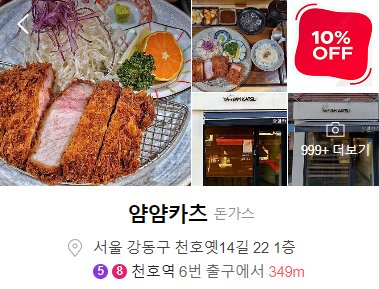 10%
OFF
YAMYAM KATSU
999+ 더보기
얌얌카츠 돈가스
서울 강동구 천호옛14길 22 1층
5 8 천호역 6번 출구에서 349m